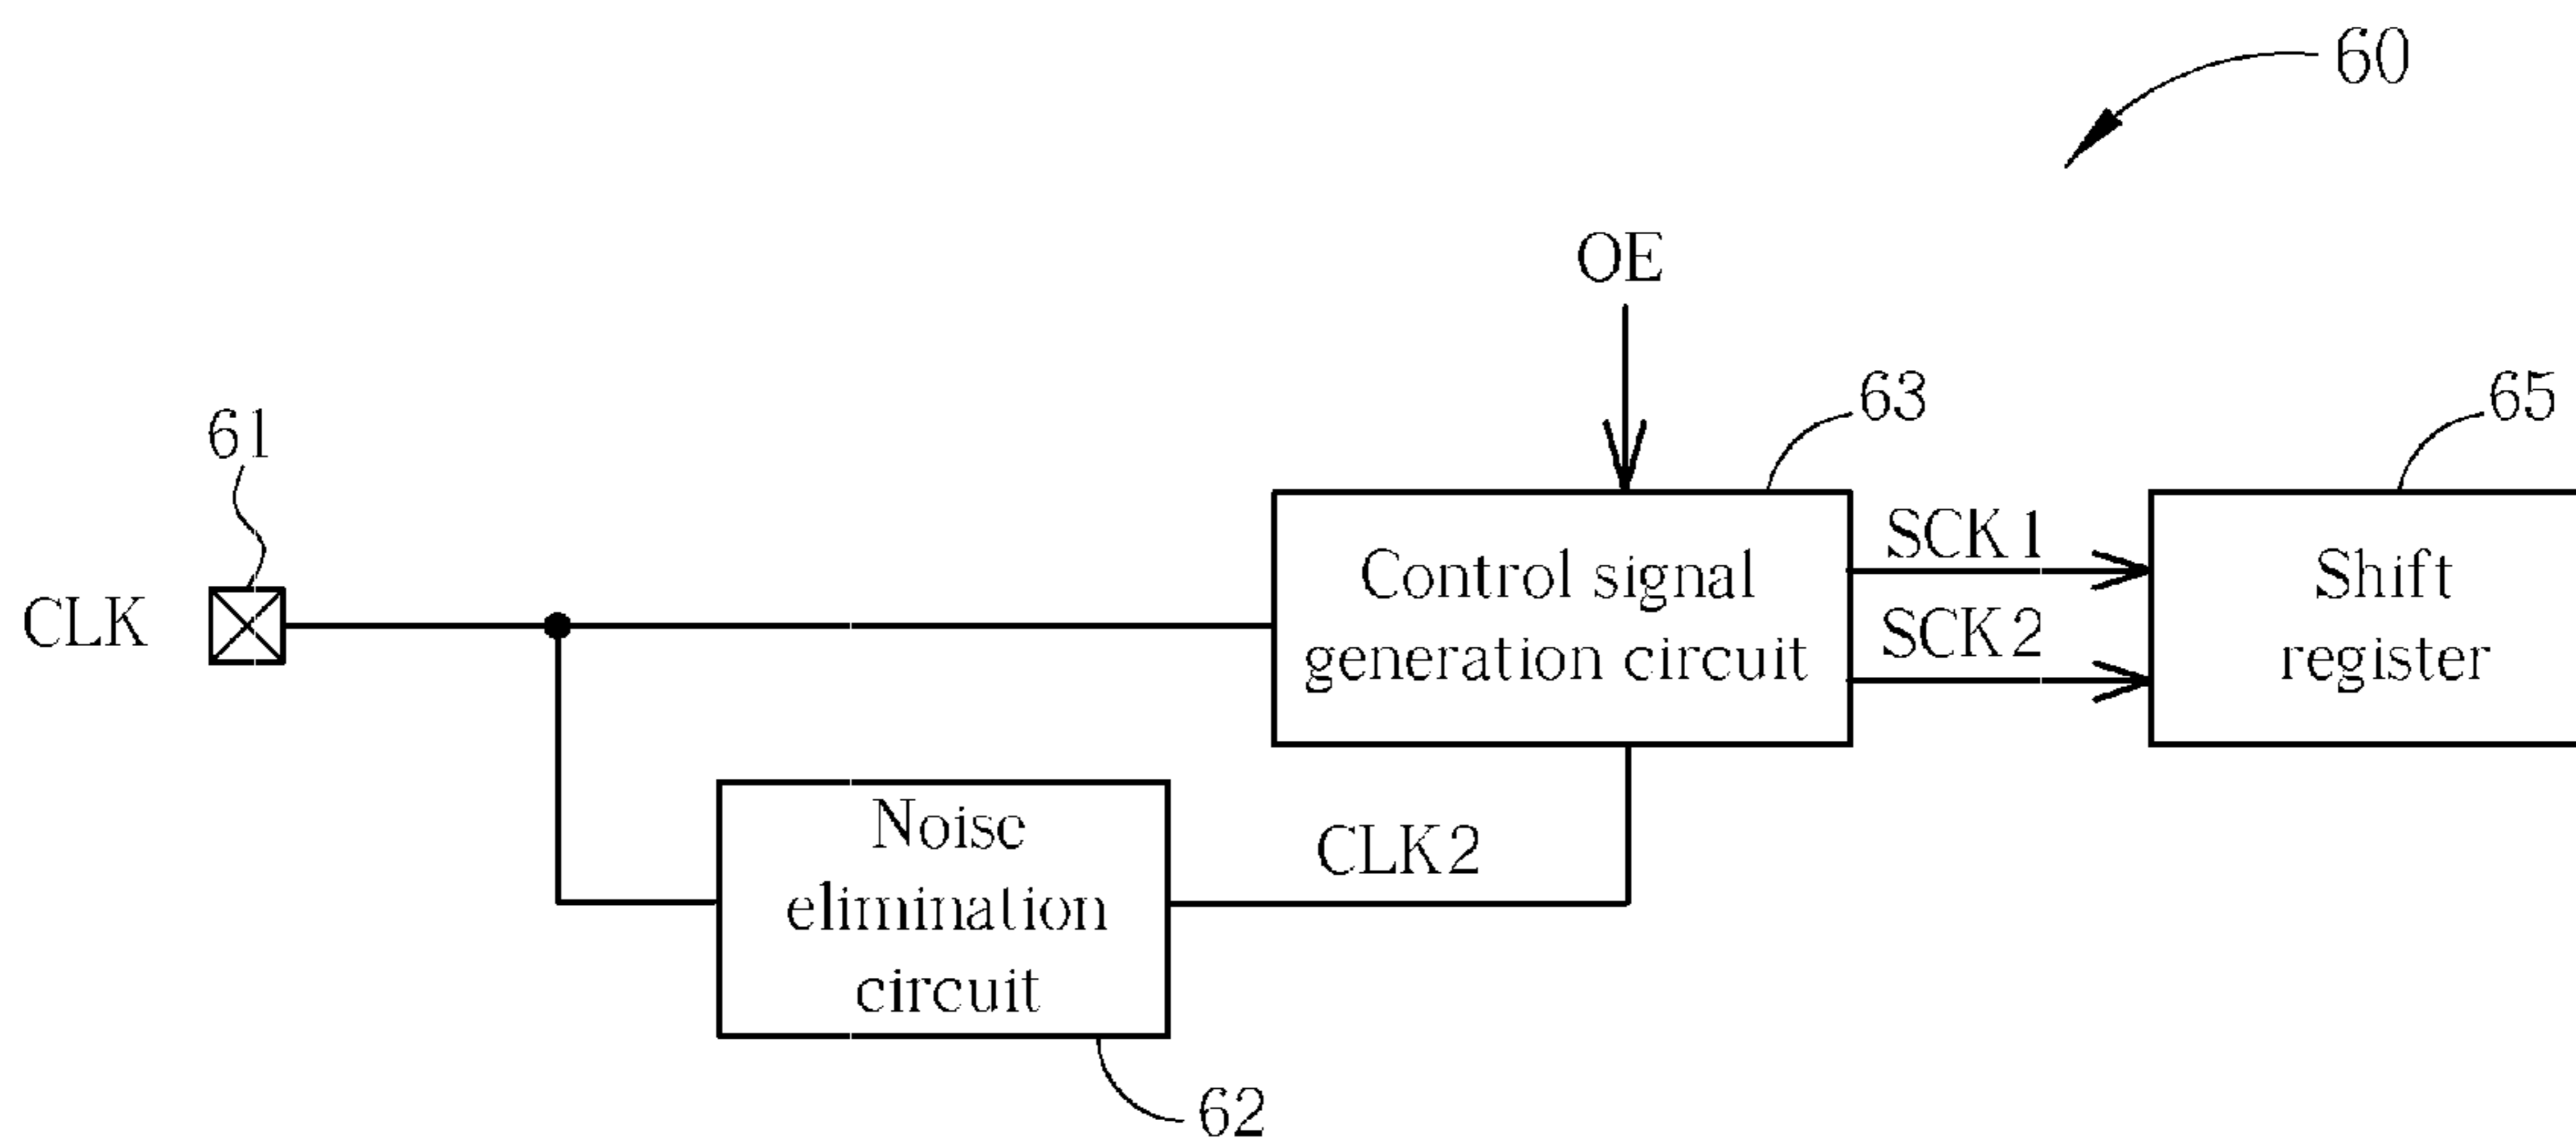 60
OE
63
65
61
SCK1
Control signal
generation circuit
Shift
register
CLK
SCK2
Noise
elimination
circuit
CLK2
62